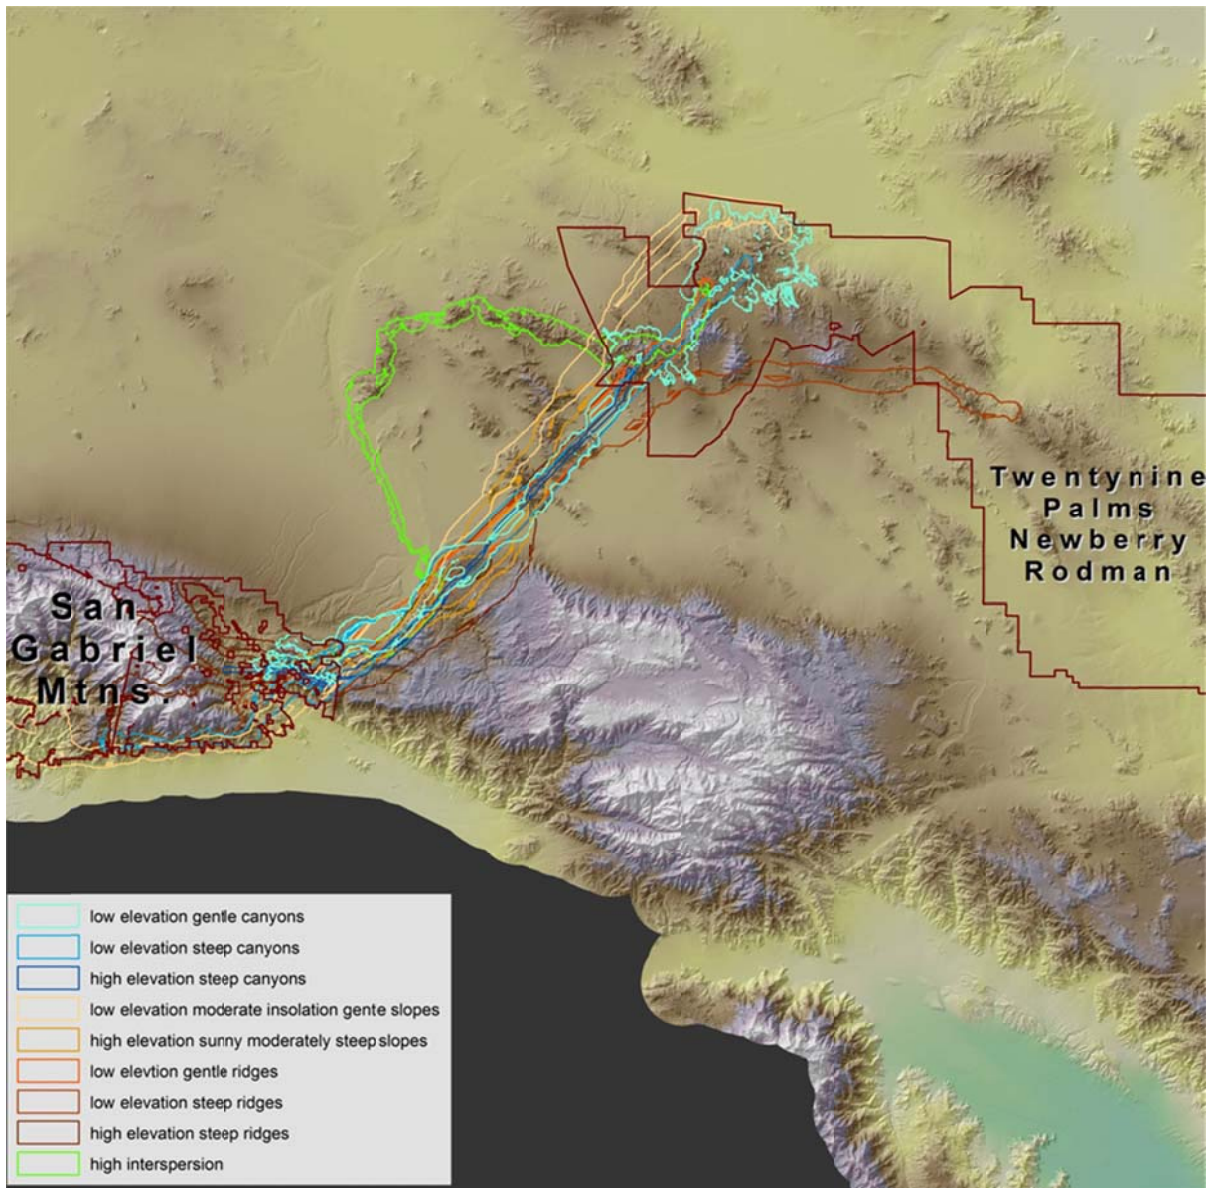 Twentynine
Palms
Newberry
Rodman
San
Gabriel
Mtns.
low elevation gentle canyons
low elevation steep canyons
high elevation steep canyons
low elevation moderate insolation gente slopes
high elevation sunny moderately steep slopes
low elevtion gentle ridges
low elevation steep ridges
high elevation steep ridges
high interspersion